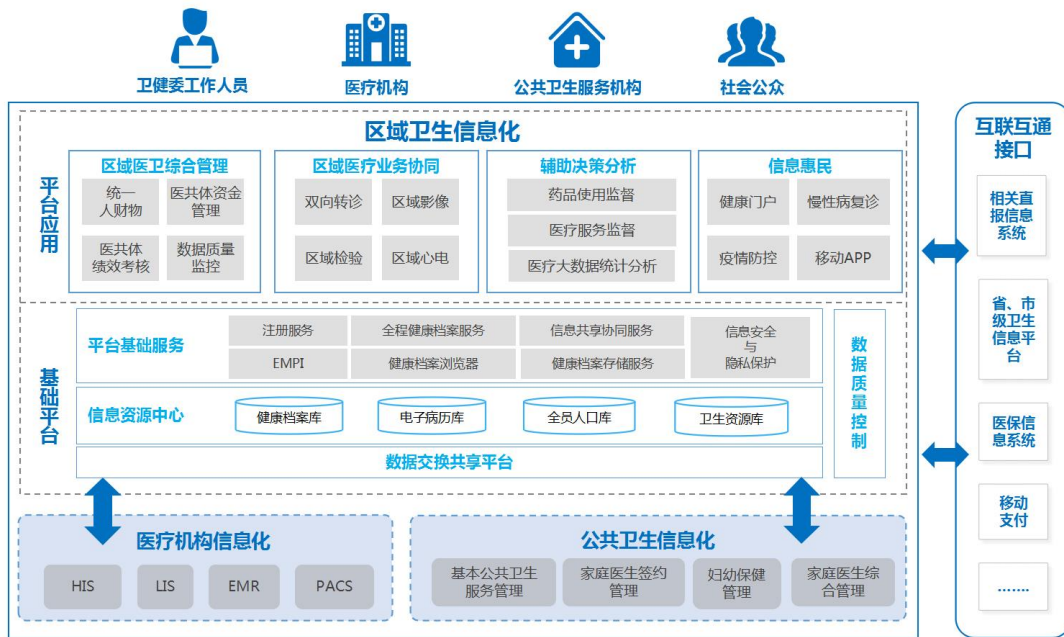 卫健委工作人员
医疗机构
公共卫生服务机构
社会公众
区域卫生信息化
平台应用
区域医卫综合管理
统一
人财物
医共体资金
管理
医共体
绩效考核
数据质量
监控
区域医疗业务协同
双向转诊
区域影像
区域检验
区域心电
辅助决策分析
药品使用监督
医疗服务监督
医疗大数据统计分析
信息惠民
健康门户
慢性病复诊
疫情防控
移动APP
基础平台
平台基础服务
注册服务
全程健康档案服务
信息共享协同服务
EMPI
健康档案浏览器
健康档案存储服务
信息安全
与
隐私保护
信息资源中心
健康档案库
电子病历库
全员人口库
卫生资源库
数据交换共享平台
数据质量控制
医疗机构信息化
HIS
LIS
EMR
PACS
公共卫生信息化
基本公共卫生
服务管理
家庭医生签约
管理
妇幼保健
管理
家庭医生综
合管理
互联互通
接口
相关直
报信息
系统
省、市
级卫生
信息平
台
医保信
息系统
移动
支付
.......